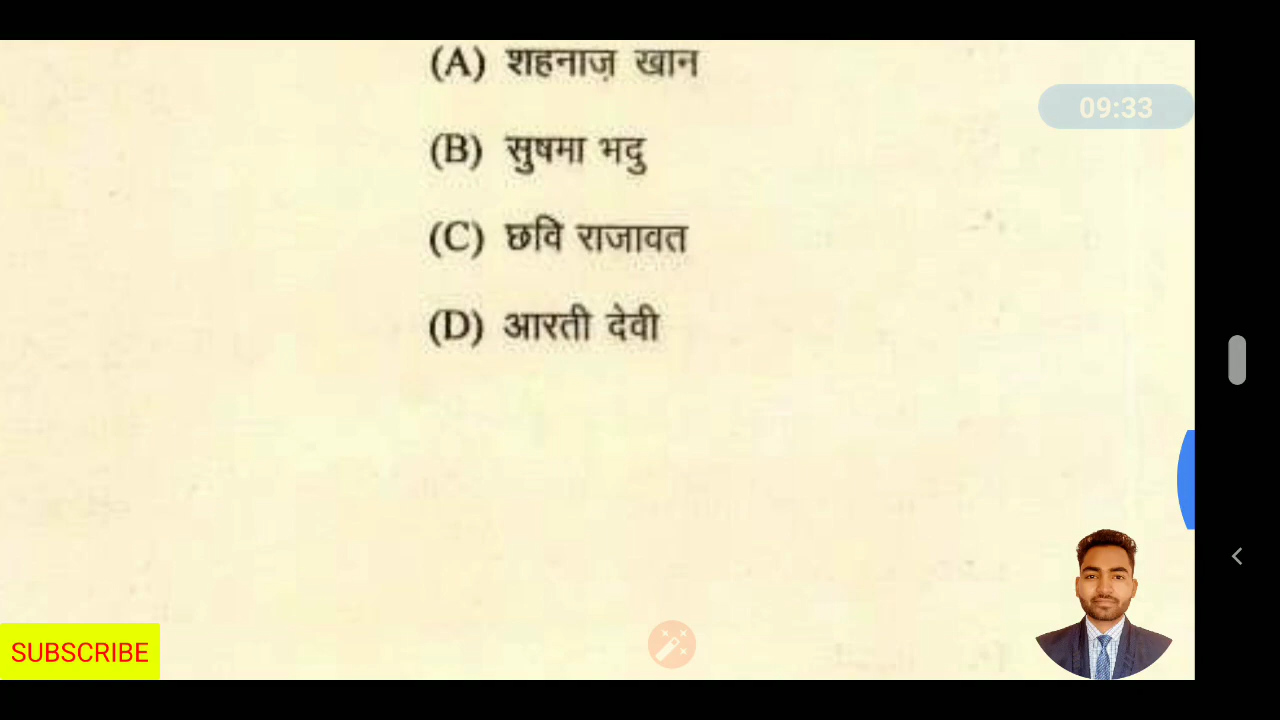 (A) शहनाज़ खान
09:33
(B) सुषमा भदु
(C) छवि राजावत
(D) आरती देवी
SUBSCRIBE